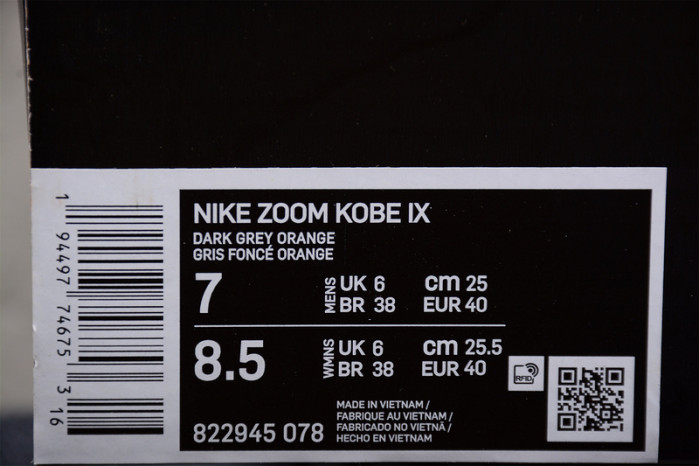 1 94497 74675 3 16
NIKE ZOOM KOBE IX
DARK GREY ORANGE
GRIS FONCÉ ORANGE
7 MENS UK 6 cm 25
BR 38 EUR 40
8.5 WMNS UK 6 cm 25.5
BR 38 EUR 40
RFID
MADE IN VIETNAM /
FABRIQUE AU VIETNAM /
FABRICADO NO VIETNÃ /
HECHO EN VIETNAM
822945 078